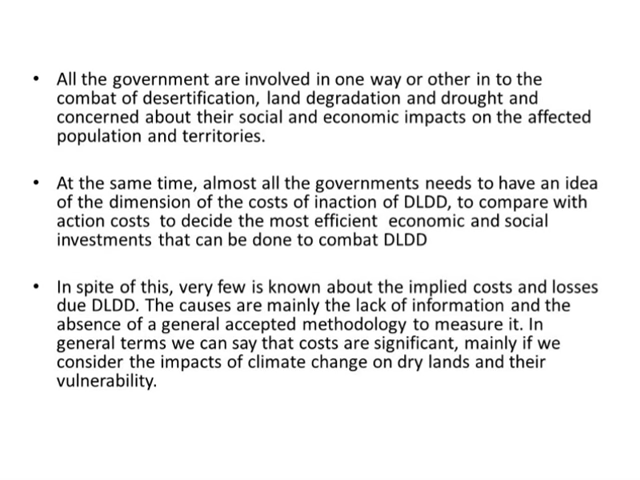 • All the government are involved in one way or other in to the
combat of desertification, land degradation and drought and
concerned about their social and economic impacts on the affected
population and territories.
• At the same time, almost all the governments needs to have an idea
of the dimension of the costs of inaction of DLDD, to compare with
action costs to decide the most efficient economic and social
investments that can be done to combat DLDD
• In spite of this, very few is known about the implied costs and losses
due DLDD. The causes are mainly the lack of information and the
absence of a general accepted methodology to measure it. In
general terms we can say that costs are significant, mainly if we
consider the impacts of climate change on dry lands and their
vulnerability.